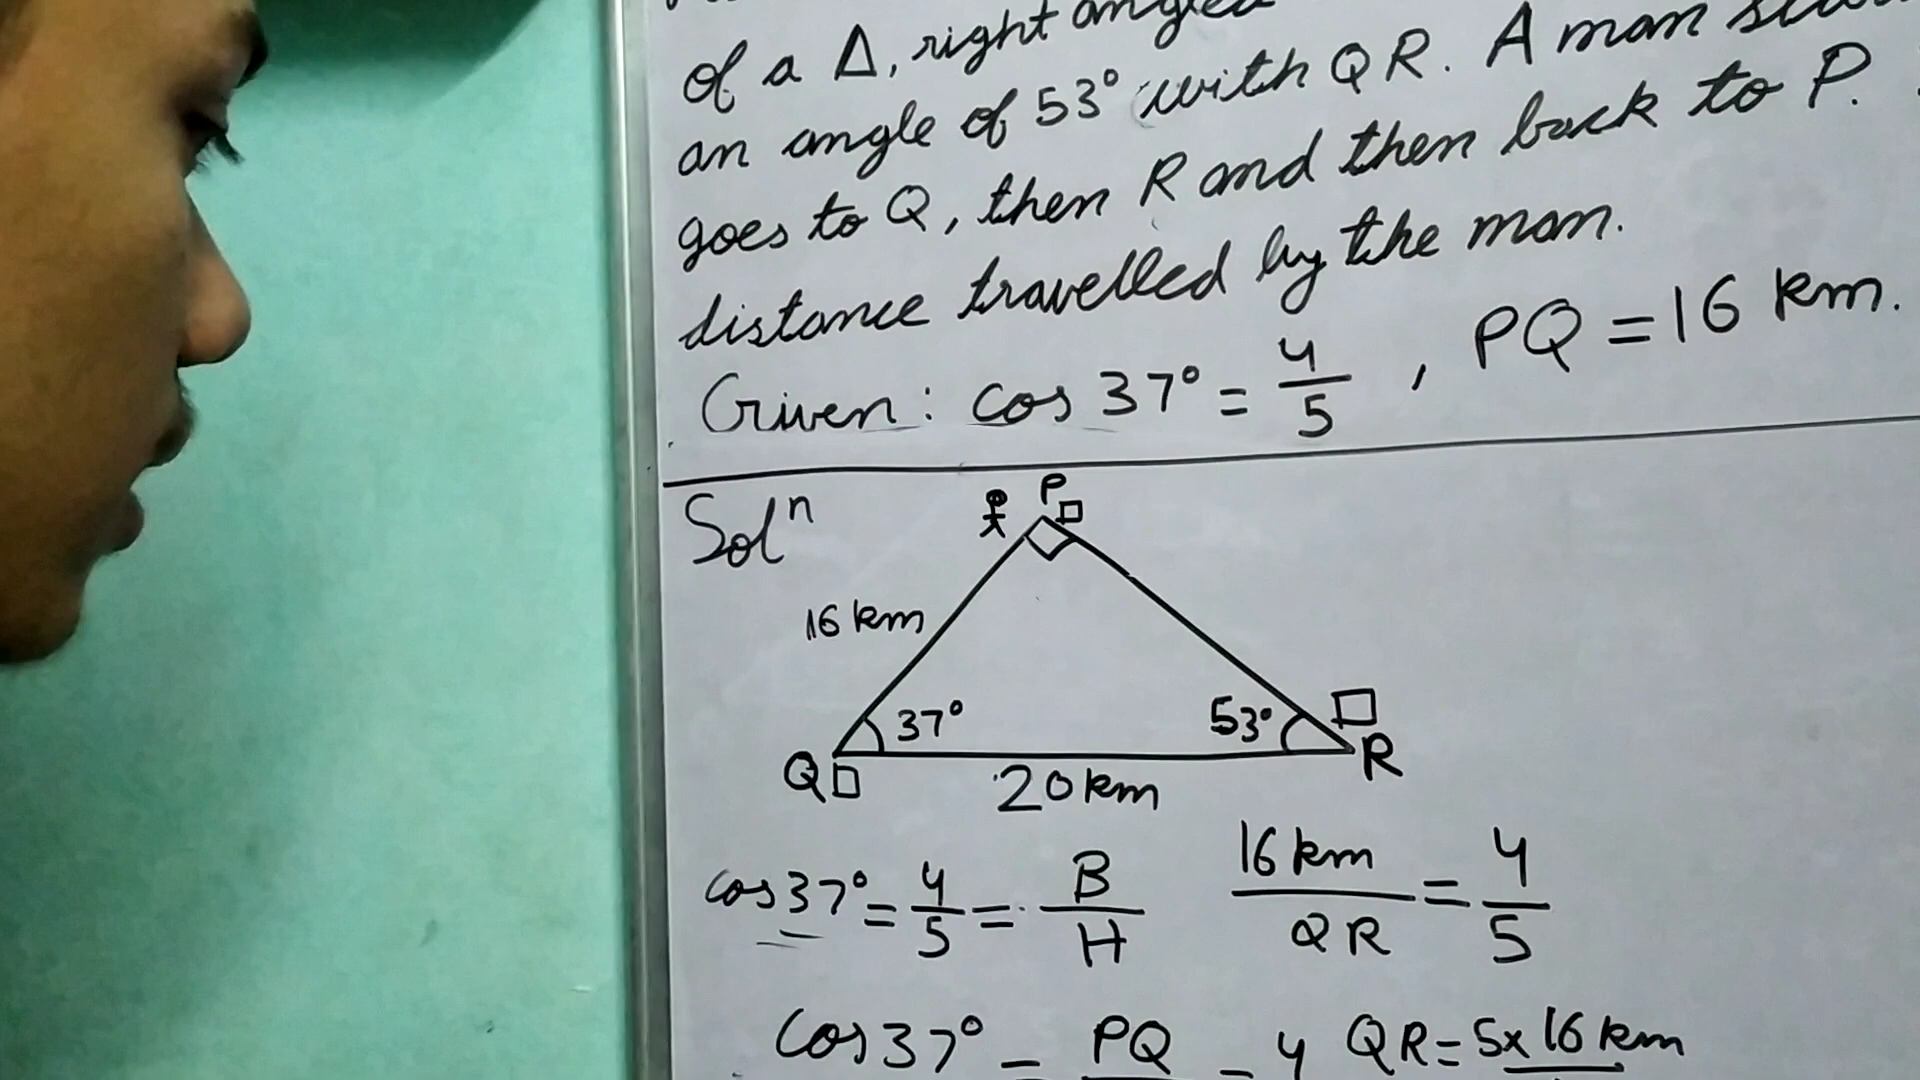 of a Δ, right angled
an angle of 53° with QR. A man
goes to Q, then R and then back to P.
distance travelled by the man.
Given: cos 37° = 4/5, PQ = 16 km.
Solⁿ
P
16 km
37°
53°
Q
R
20 km
cos 37° = 4/5 = B/H
16 km/QR = 4/5
cos 37° = PQ = 4
QR = 5x16 km